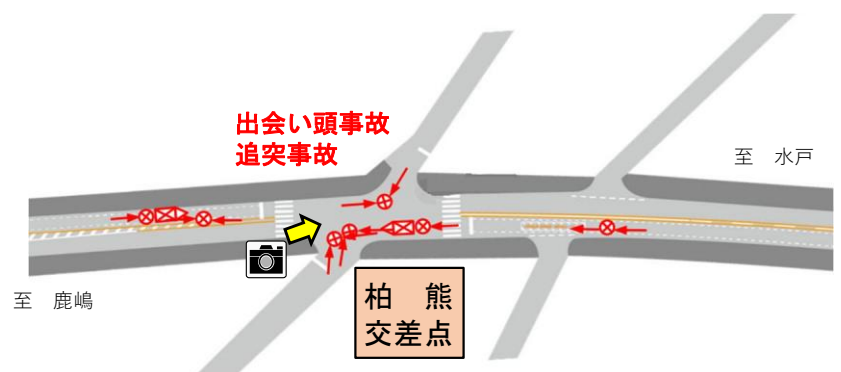 出会い頭事故
追突事故
至　水戸
至　鹿嶋
柏　熊
交差点